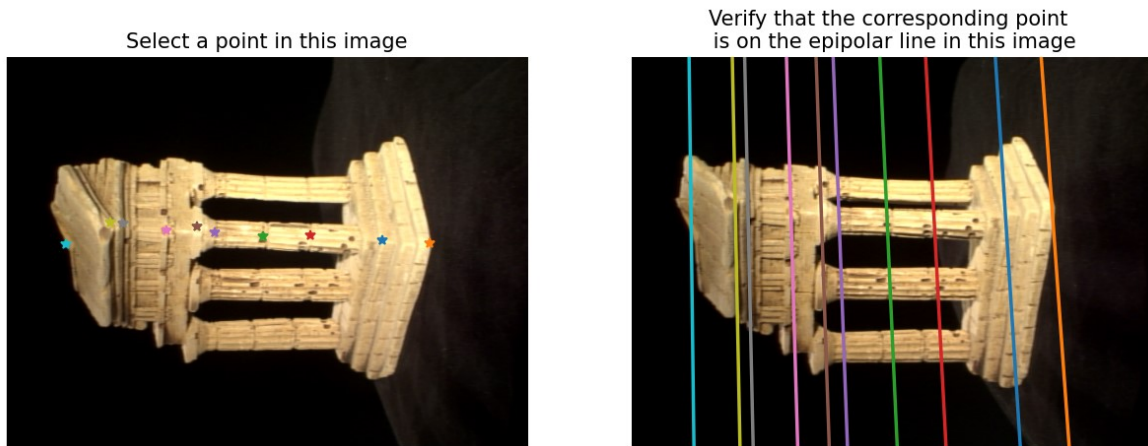 Select a point in this image
Verify that the corresponding point
is on the epipolar line in this image